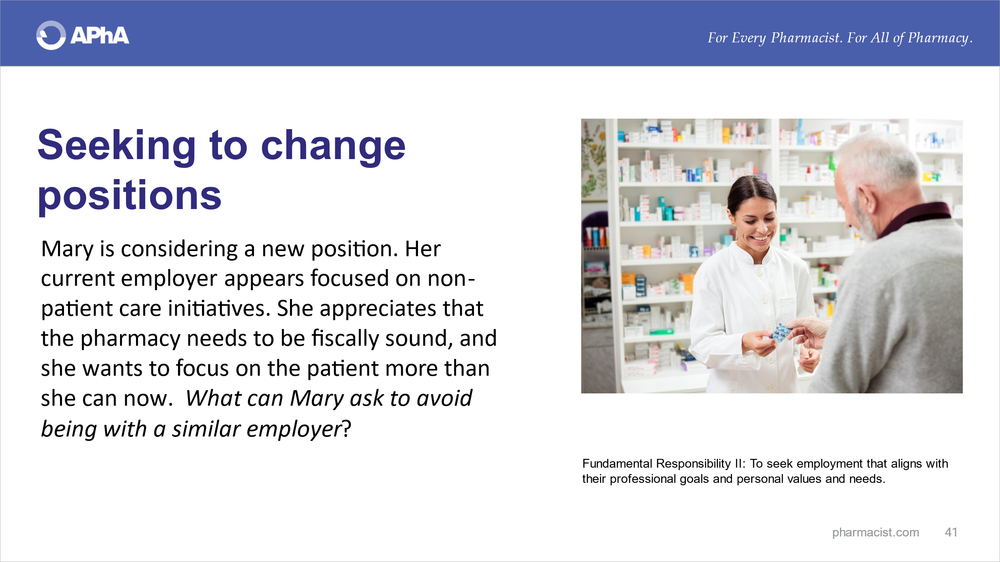 APhA
For Every Pharmacist. For All of Pharmacy.
Seeking to change
positions
Mary is considering a new position. Her
current employer appears focused on non-
patient care initiatives. She appreciates that
the pharmacy needs to be fiscally sound, and
she wants to focus on the patient more than
she can now.  What can Mary ask to avoid
being with a similar employer?
Fundamental Responsibility II: To seek employment that aligns with
their professional goals and personal values and needs.
pharmacist.com 41